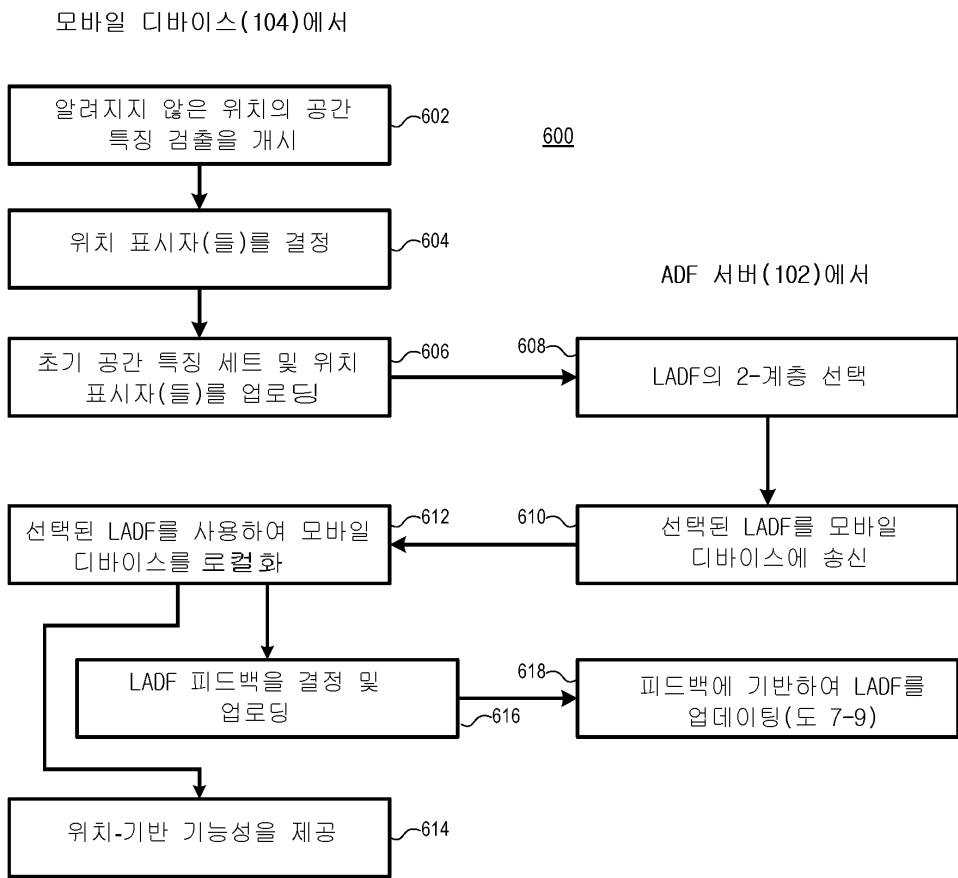 모바일 디바이스(104)에서
알려지지 않은 위치의 공간
특징 검출을 개시
602
600
위치 표시자(들)를 결정
604
ADF 서버(102)에서
초기 공간 특징 세트 및 위치
표시자(들)를 업로딩
606
608
LADF의 2-계층 선택
선택된 LADF를 사용하여 모바일
디바이스를 로컬화
612
610
선택된 LADF를 모바일
디바이스에 송신
LADF 피드백을 결정 및
업로딩
616
618
피드백에 기반하여 LADF를
업데이팅(도 7-9)
위치-기반 기능성을 제공
614